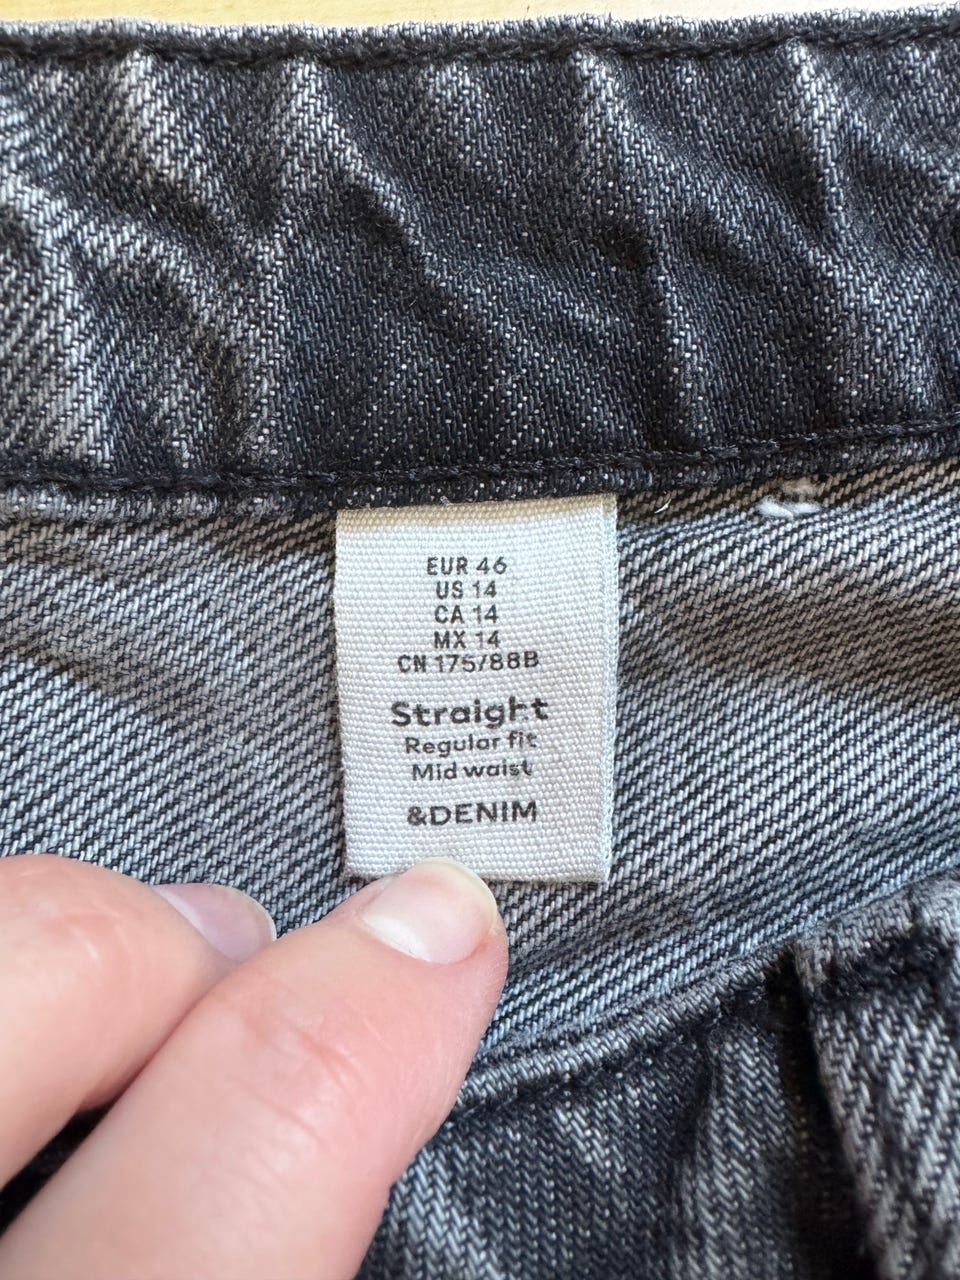 EUR 46
US 14
CA 14
MX 14
CN 175/88B
Straight
Regular fit
Mid waist
&DENIM